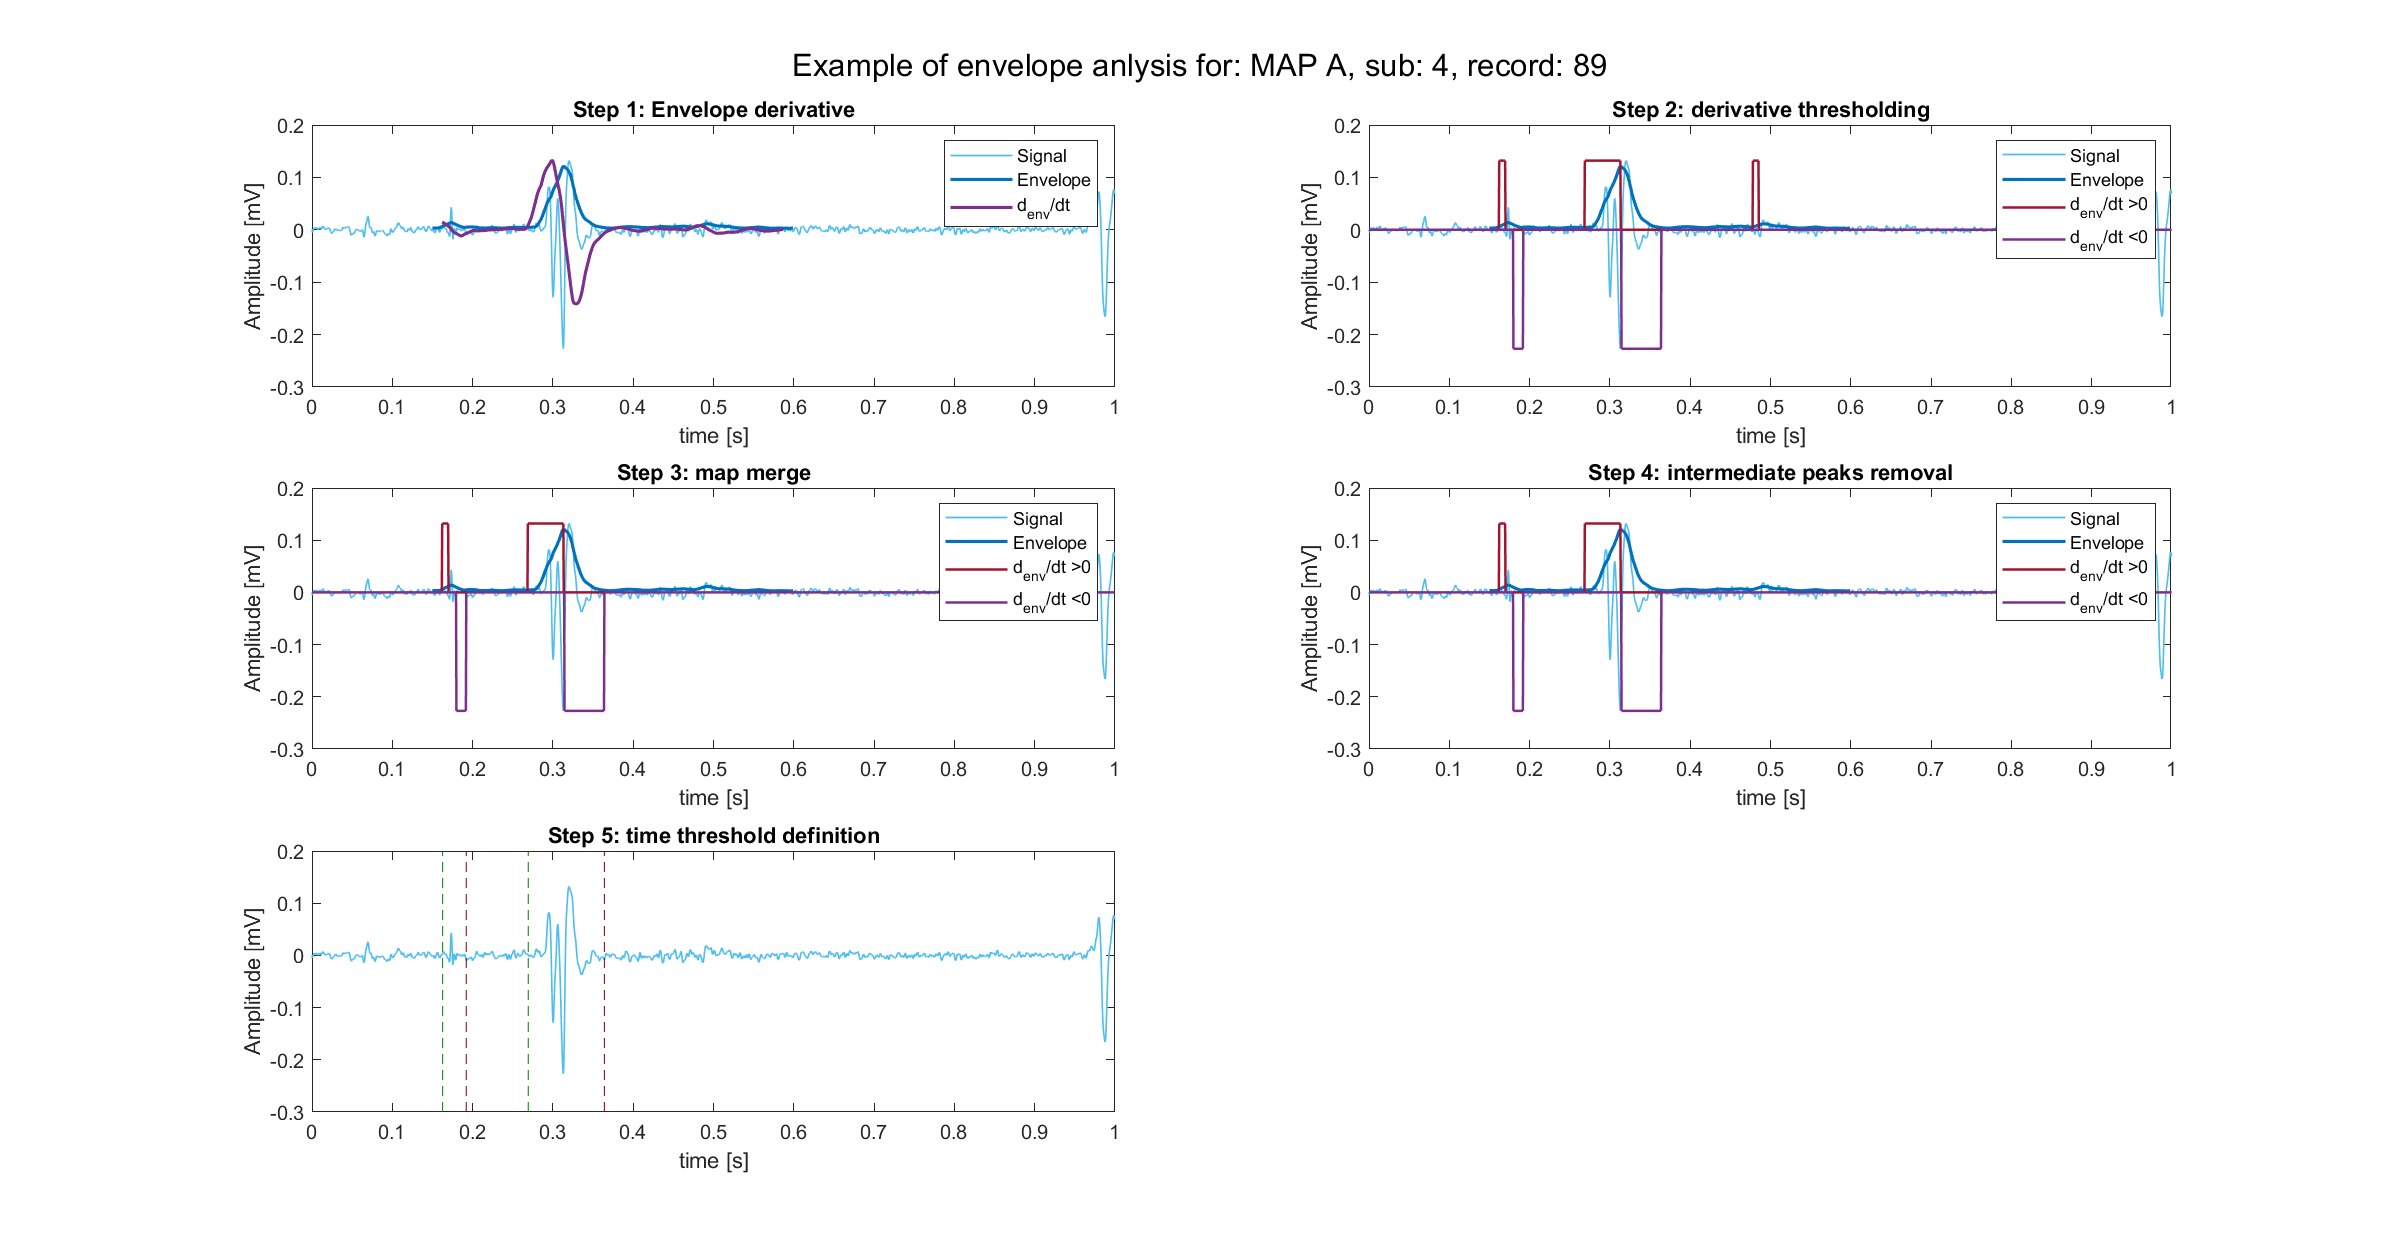 Example of envelope anlysis for: MAP A, sub: 4, record: 89
Step 1: Envelope derivative
0.2
0.1
0
-0.1
-0.2
-0.3
Amplitude [mV]
Signal
Envelope
d_env/dt
0 0.1 0.2 0.3 0.4 0.5 0.6 0.7 0.8 0.9 1
time [s]
Step 2: derivative thresholding
0.2
0.1
0
-0.1
-0.2
-0.3
Amplitude [mV]
Signal
Envelope
d_env/dt >0
d_env/dt <0
0 0.1 0.2 0.3 0.4 0.5 0.6 0.7 0.8 0.9 1
time [s]
Step 3: map merge
0.2
0.1
0
-0.1
-0.2
-0.3
Amplitude [mV]
Signal
Envelope
d_env/dt >0
d_env/dt <0
0 0.1 0.2 0.3 0.4 0.5 0.6 0.7 0.8 0.9 1
time [s]
Step 4: intermediate peaks removal
0.2
0.1
0
-0.1
-0.2
-0.3
Amplitude [mV]
Signal
Envelope
d_env/dt >0
d_env/dt <0
0 0.1 0.2 0.3 0.4 0.5 0.6 0.7 0.8 0.9 1
time [s]
Step 5: time threshold definition
0.2
0.1
0
-0.1
-0.2
-0.3
Amplitude [mV]
0 0.1 0.2 0.3 0.4 0.5 0.6 0.7 0.8 0.9 1
time [s]